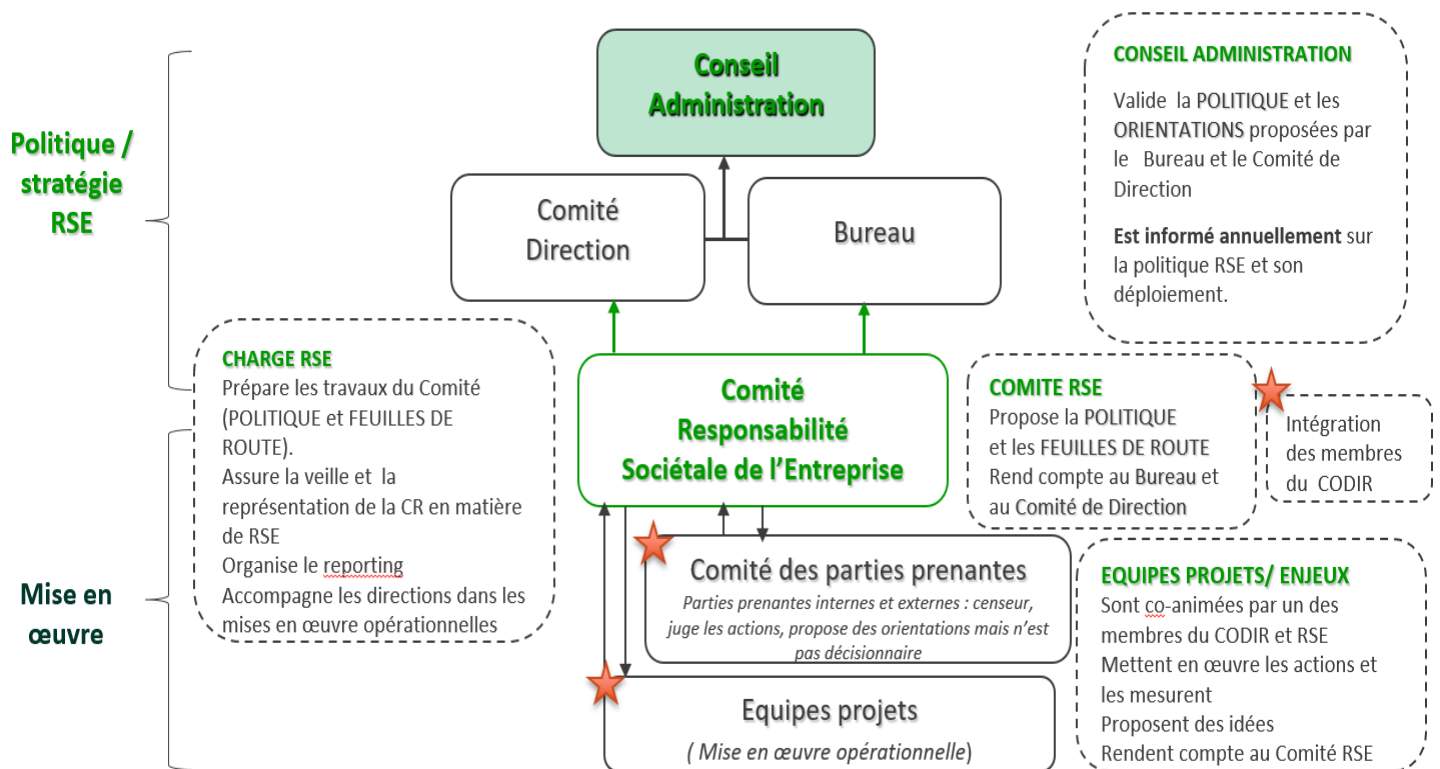 Conseil
Administration
CONSEIL ADMINISTRATION
Valide la POLITIQUE et les
ORIENTATIONS proposées par
le Bureau et le Comité de
Direction
Est informé annuellement sur
la politique RSE et son
déploiement.
Politique /
stratégie
RSE
Comité
Direction
Bureau
CHARGE RSE
Prépare les travaux du Comité
(POLITIQUE et FEUILLES DE
ROUTE).
Assure la veille et la
représentation de la CR en matière
de RSE
Organise le reporting
Accompagne les directions dans les
mises en œuvre opérationnelles
Comité
Responsabilité
Sociétale de l'Entreprise
COMITE RSE
Propose la POLITIQUE
et les FEUILLES DE ROUTE
Rend compte au Bureau et
au Comité de Direction
Intégration
des membres
du CODIR
Mise en
œuvre
Comité des parties prenantes
Parties prenantes internes et externes : censeur,
juge les actions, propose des orientations mais n'est
pas décisionnaire
Equipes projets
( Mise en œuvre opérationnelle)
EQUIPES PROJETS/ ENJEUX
Sont co-animées par un des
membres du CODIR et RSE
Mettent en œuvre les actions et
les mesurent
Proposent des idées
Rendent compte au Comité RSE